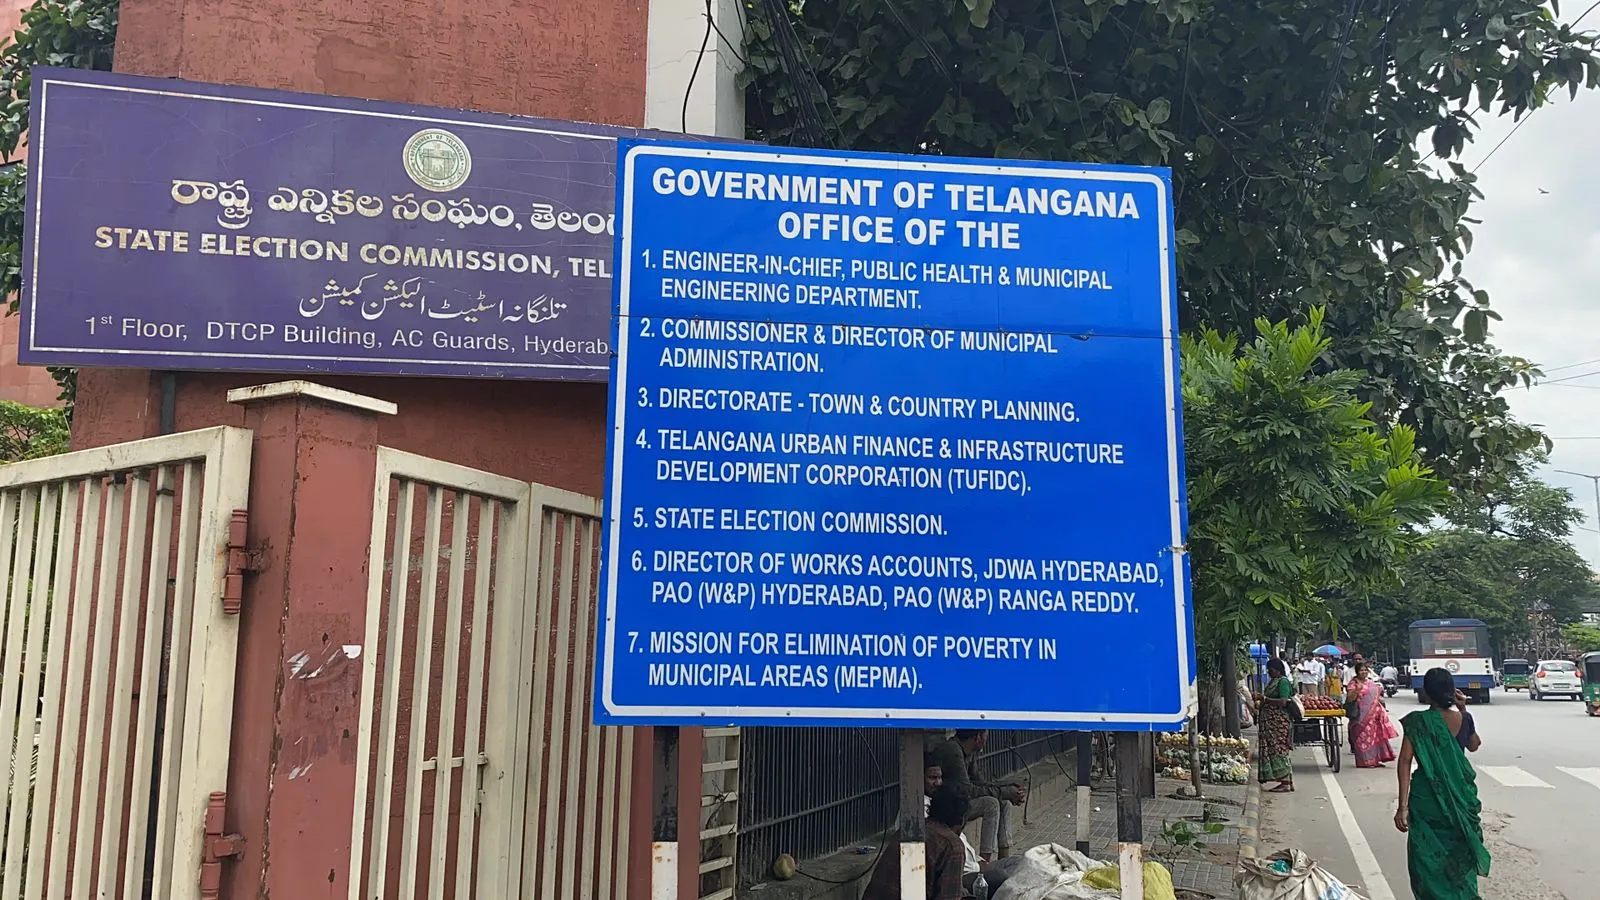 రాష్ట్ర ఎన్నికల సంఘం,
STATE ELECTION COMMISSION,
تلنگانہ اسٹیٹ الیکشن کمیشن
1st Floor, DTCP Building, AC Guards,
GOVERNMENT OF TELANGANA
OFFICE OF THE
1. ENGINEER-IN-CHIEF, PUBLIC HEALTH & MUNICIPAL
ENGINEERING DEPARTMENT.
2. COMMISSIONER & DIRECTOR OF MUNICIPAL
ADMINISTRATION.
3. DIRECTORATE - TOWN & COUNTRY PLANNING.
4. TELANGANA URBAN FINANCE & INFRASTRUCTURE
DEVELOPMENT CORPORATION (TUFIDC).
5. STATE ELECTION COMMISSION.
6. DIRECTOR OF WORKS ACCOUNTS, JDWA HYDERABAD,
PAO (W&P) HYDERABAD, PAO (W&P) RANGA REDDY.
7. MISSION FOR ELIMINATION OF POVERTY IN
MUNICIPAL AREAS (MEPMA).